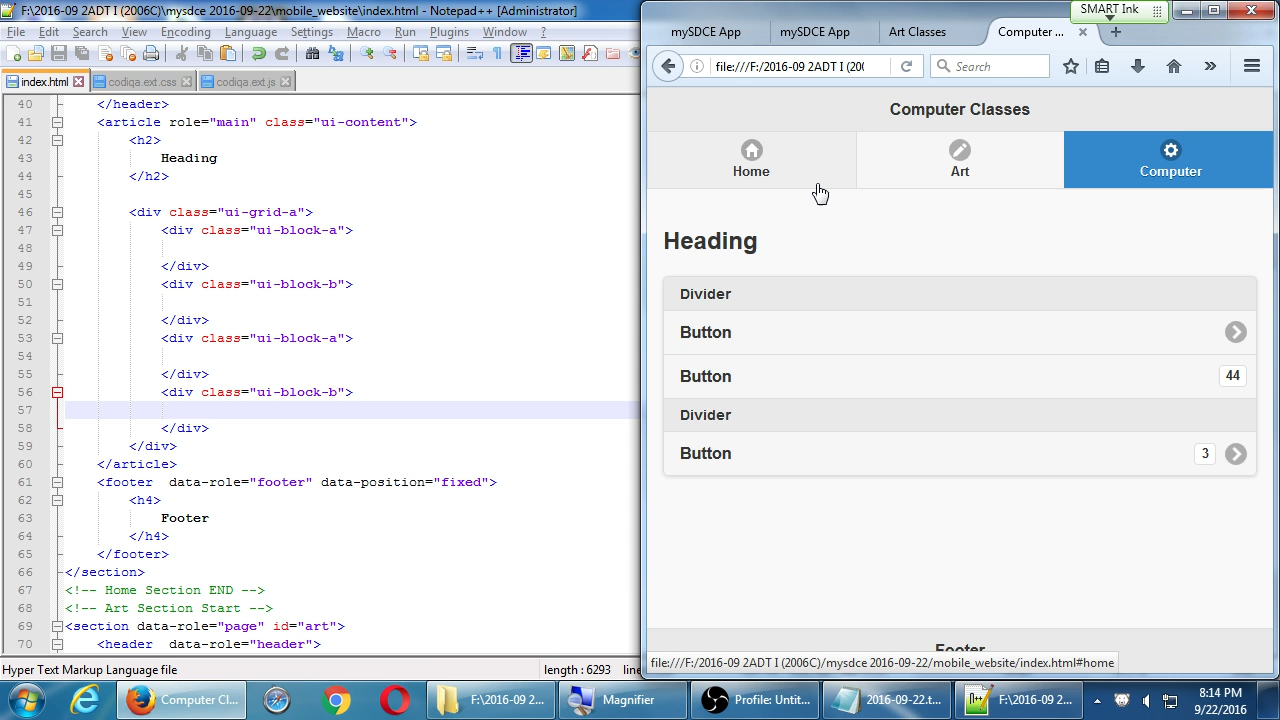 F:\2016-09 2ADT I (2006C)\mysdce 2016-09-22\mobile_website\index.html - Notepad++ [Administrator]
File Edit Search View Encoding Language Settings Macro Run Plugins Window ?
index.html codiqa.ext.css codiqa.ext.js
40 </header>
41 <article role="main" class="ui-content">
42 <h2>
43 Heading
44 </h2>
45
46 <div class="ui-grid-a">
47 <div class="ui-block-a">
48
49 </div>
50 <div class="ui-block-b">
51
52 </div>
53 <div class="ui-block-a">
54
55 </div>
56 <div class="ui-block-b">
57
58 </div>
59 </div>
60 </article>
61 <footer  data-role="footer" data-position="fixed">
62 <h4>
63 Footer
64 </h4>
65 </footer>
66 </section>
67 <!-- Home Section END -->
68 <!-- Art Section Start -->
69 <section data-role="page" id="art">
70 <header  data-role="header">
Hyper Text Markup Language file length : 6293 line
SMART Ink
mySDCE App mySDCE App Art Classes Computer ...
file:///F:/2016-09 2ADT I (200 Search
Computer Classes
Home Art Computer
Heading
Divider
Button
Button 44
Divider
Button 3
Footer
file:///F:/2016-09 2ADT I (2006C)/mysdce 2016-09-22/mobile_website/index.html#home
Computer Cl... F:\2016-09 2... Magnifier Profile: Untit... 2016-09-22.t... F:\2016-09 2... 8:14 PM
9/22/2016